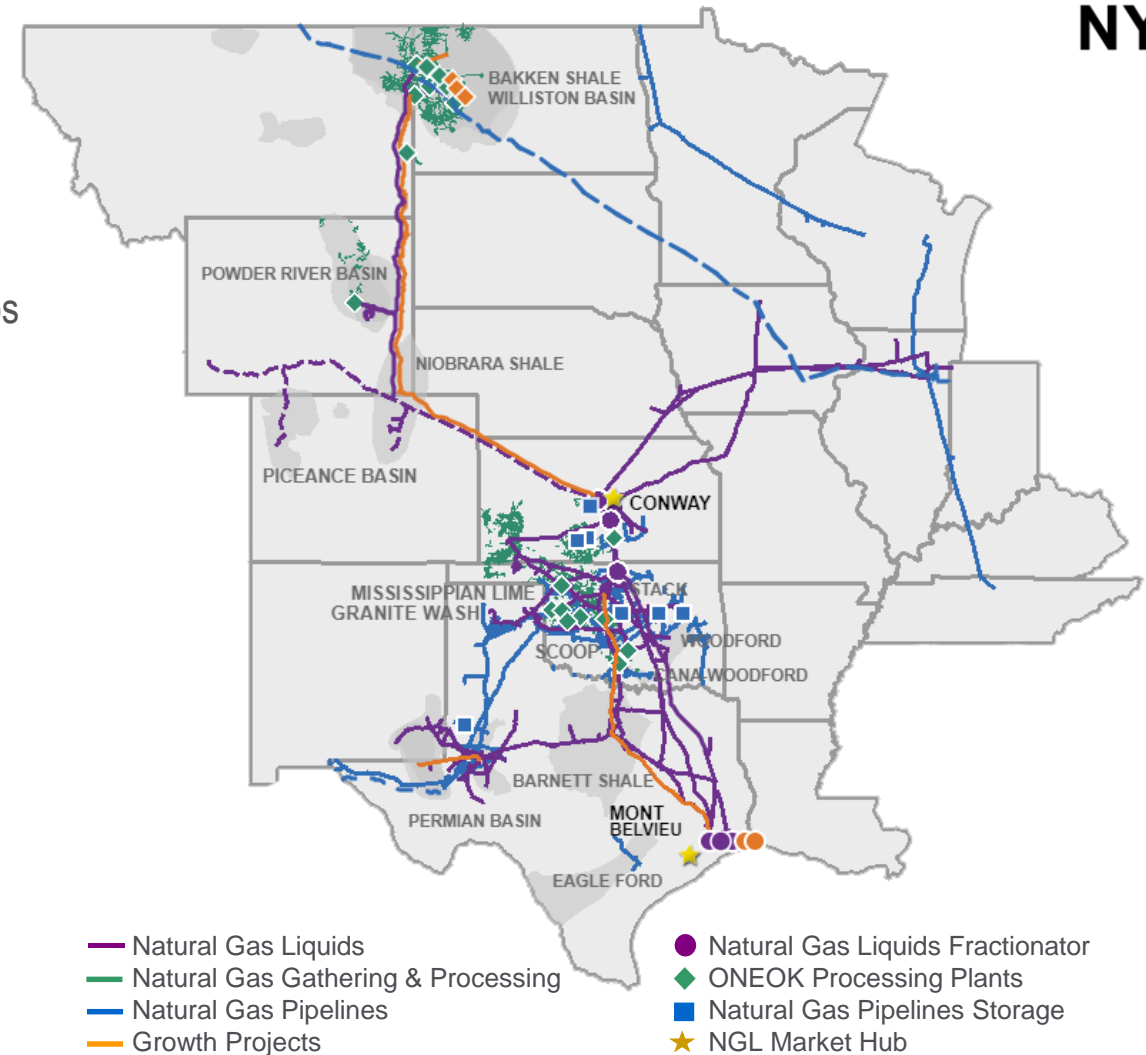 NY
s
BAKKEN SHALE
WILLISTON BASIN
POWDER RIVER BASIN
NIOBRARA SHALE
PICEANCE BASIN
CONWAY
MISSISSIPPIAN LIME
STACK
GRANITE WASH
WOODFORD
SCOOP
CANA-WOODFORD
BARNETT SHALE
MONT
BELVIEU
PERMIAN BASIN
EAGLE FORD
Natural Gas Liquids
Natural Gas Gathering & Processing
Natural Gas Pipelines
Growth Projects
Natural Gas Liquids Fractionator
ONEOK Processing Plants
Natural Gas Pipelines Storage
NGL Market Hub